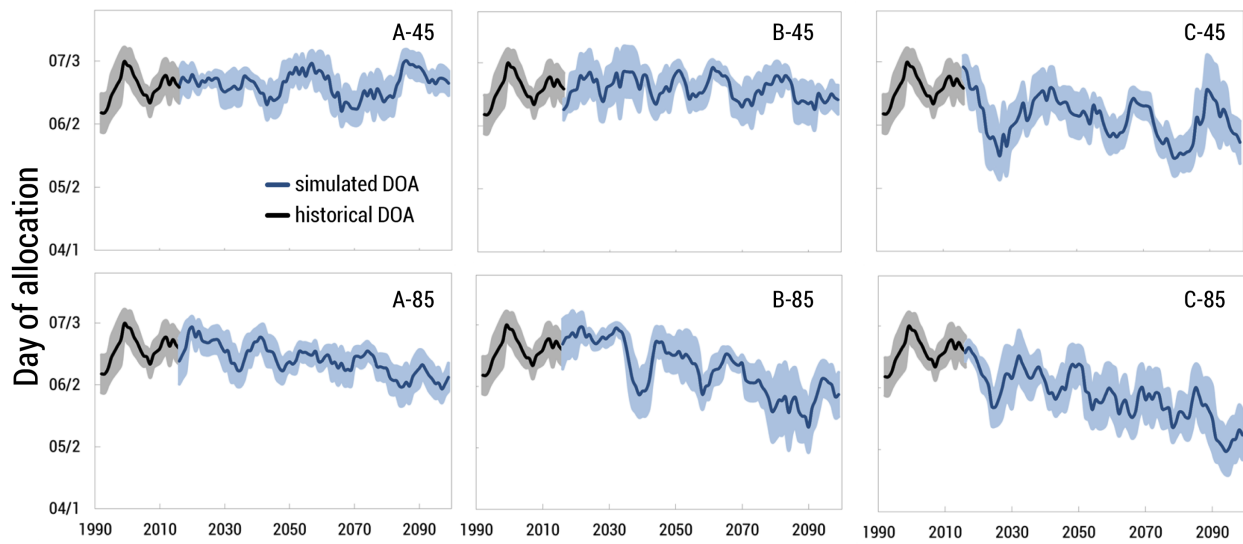 A-45
B-45
C-45
07/3
06/2
05/2
04/1
simulated DOA
historical DOA
Day of allocation
A-85
B-85
C-85
07/3
06/2
05/2
04/1
1990 2010 2030 2050 2070 2090
1990 2010 2030 2050 2070 2090
1990 2010 2030 2050 2070 2090